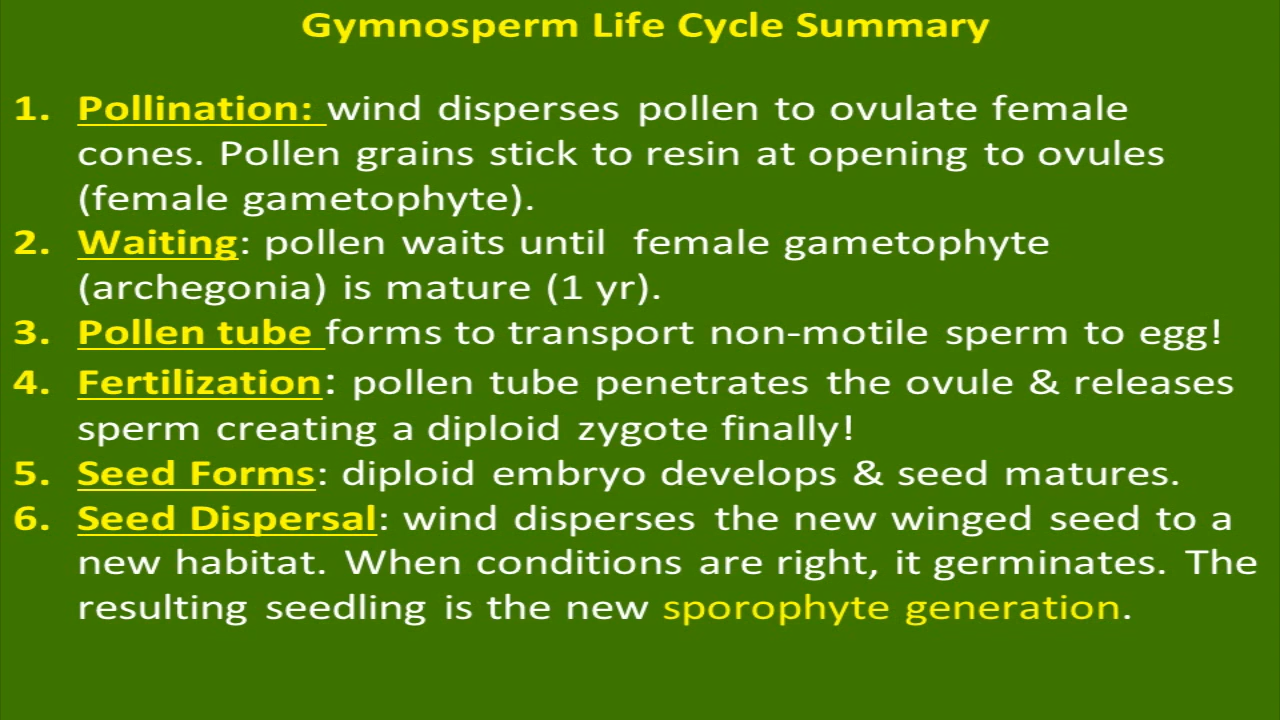 Gymnosperm Life Cycle Summary
1. Pollination: wind disperses pollen to ovulate female
cones. Pollen grains stick to resin at opening to ovules
(female gametophyte).
2. Waiting: pollen waits until female gametophyte
(archegonia) is mature (1 yr).
3. Pollen tube forms to transport non-motile sperm to egg!
4. Fertilization: pollen tube penetrates the ovule & releases
sperm creating a diploid zygote finally!
5. Seed Forms: diploid embryo develops & seed matures.
6. Seed Dispersal: wind disperses the new winged seed to a
new habitat. When conditions are right, it germinates. The
resulting seedling is the new sporophyte generation.